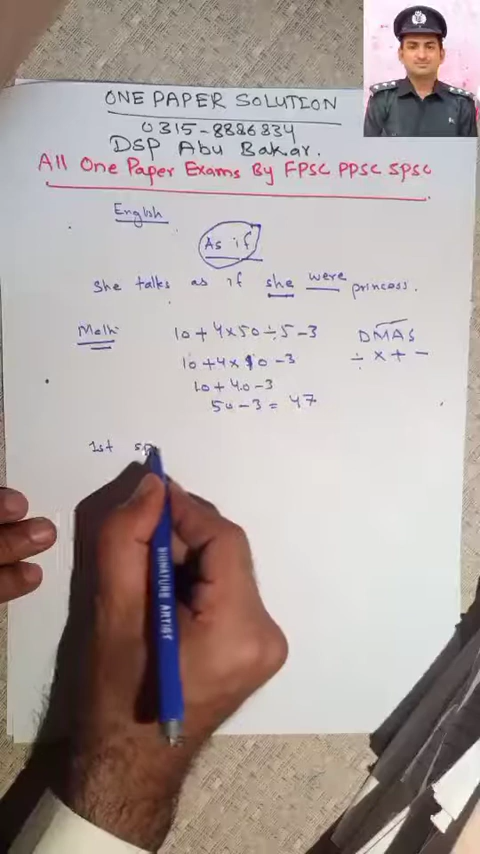 ONE PAPER SOLUTION
0315-8886834
DSP Abu Bakar.
All One Paper Exams By FPSC PPSC SPSC
English
As if
She talks as if she were princess.
Math 10+4×50÷5-3 DMAS
10+4×10-3 ÷ × + -
10+40-3
50-3 = 47
1st
SIGNATURE ARTIST